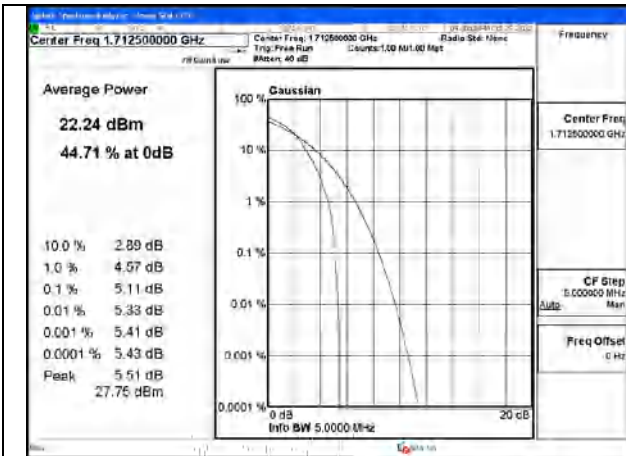 Center Freq 1.712500000 GHz
Center Freq: 1.712500000 GHz
Radio Std: None
Trig: Free Run
Counts:1.00 M/1.00 Mpt
#Atten: 40 dB
Frequency
Average Power
22.24 dBm
44.71 % at 0dB
10.0 % 2.89 dB
1.0 % 4.57 dB
0.1 % 5.11 dB
0.01 % 5.33 dB
0.001 % 5.41 dB
0.0001 % 5.43 dB
Peak 5.51 dB
27.75 dBm
Gaussian
100 %
10 %
1 %
0.1 %
0.01 %
0.001 %
0.0001 %
0 dB
20 dB
Info BW 5.0000 MHz
Center Freq
1.712500000 GHz
CF Step
5.000000 MHz
Auto Man
Freq Offset
0 Hz